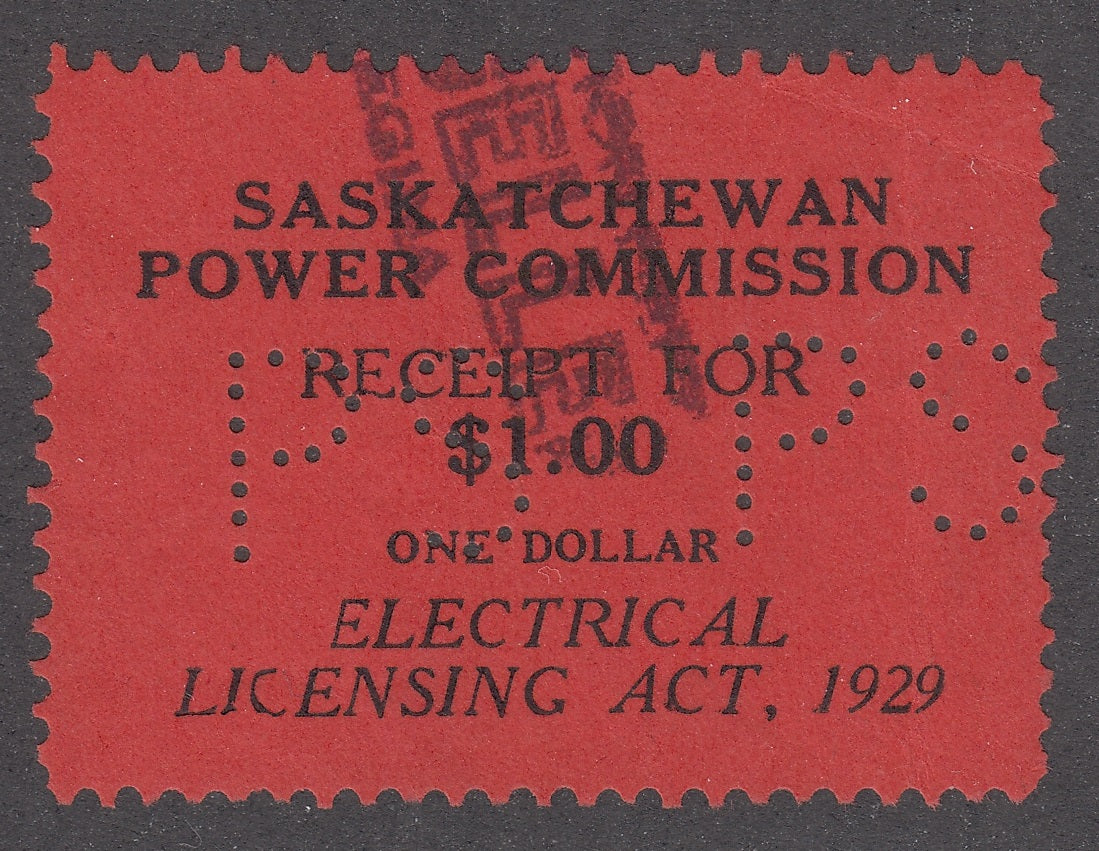 SASKATCHEWAN
POWER COMMISSION
RECEIPT FOR
$1.00
ONE DOLLAR
ELECTRICAL
LICENSING ACT, 1929